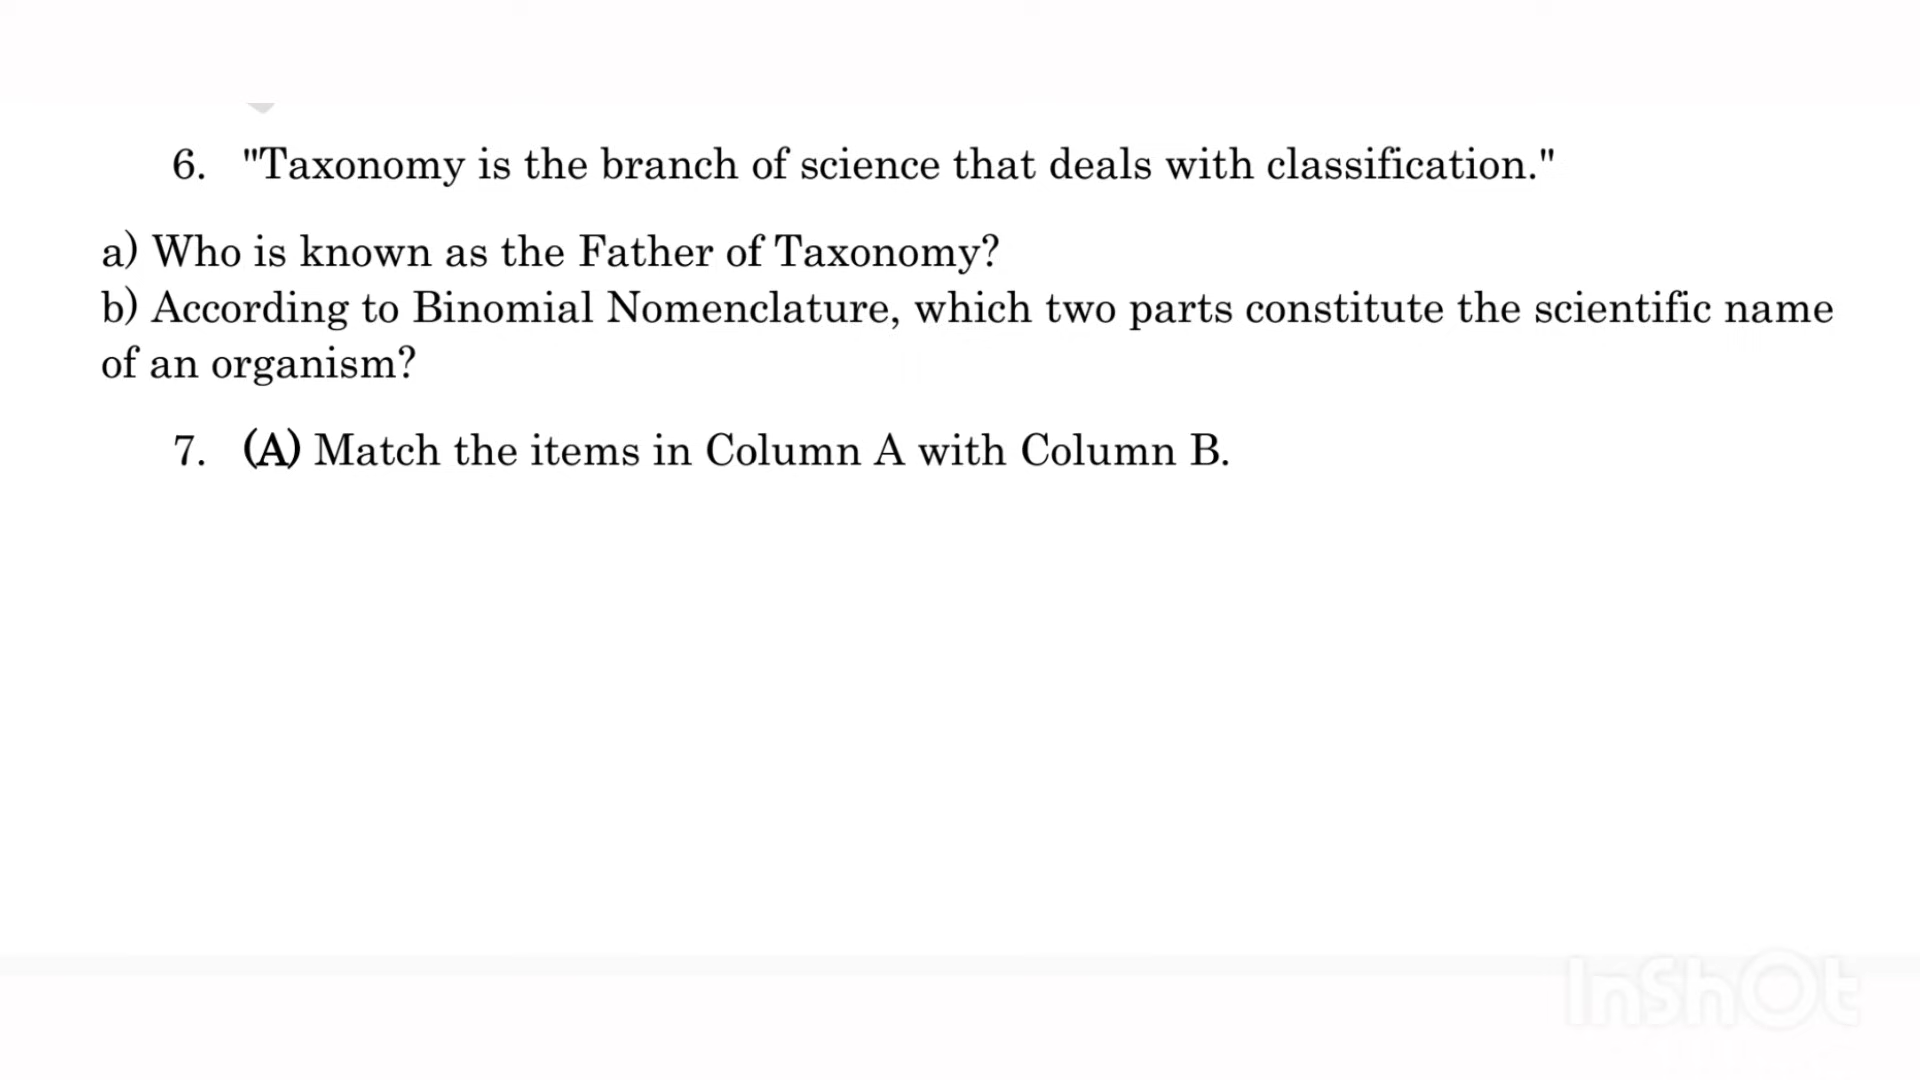 6. "Taxonomy is the branch of science that deals with classification."
a) Who is known as the Father of Taxonomy?
b) According to Binomial Nomenclature, which two parts constitute the scientific name
of an organism?
7. (A) Match the items in Column A with Column B.
InShOt